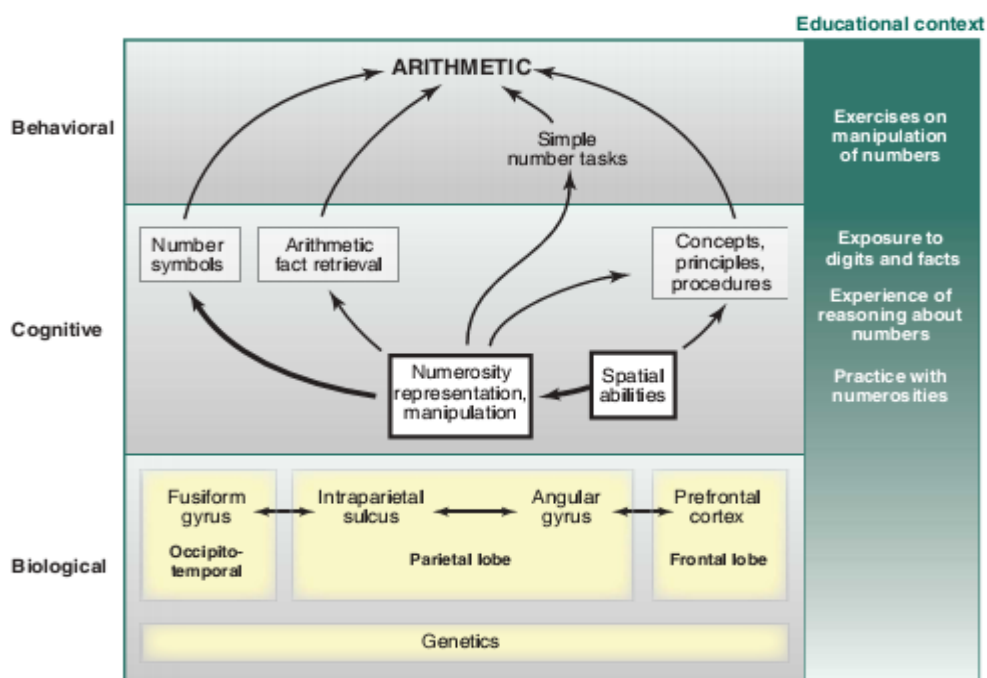 Educational context
Behavioral
ARITHMETIC
Simple
number tasks
Exercises on
manipulation
of numbers
Cognitive
Number
symbols
Arithmetic
fact retrieval
Concepts,
principles,
procedures
Numerosity
representation,
manipulation
Spatial
abilities
Exposure to
digits and facts
Experience of
reasoning about
numbers
Practice with
numerosities
Biological
Fusiform
gyrus
Occipito-
temporal
Intraparietal
sulcus
Angular
gyrus
Parietal lobe
Prefrontal
cortex
Frontal lobe
Genetics